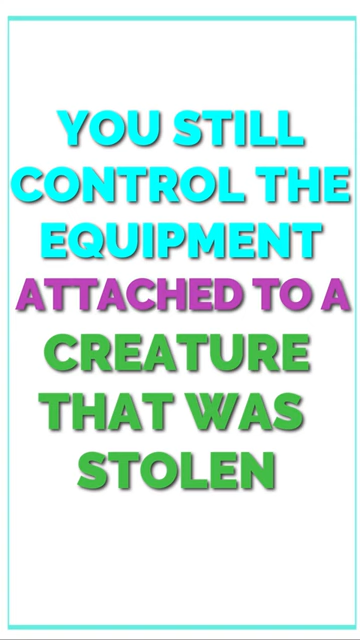 YOU STILL
CONTROL THE
EQUIPMENT
ATTACHED TO A
CREATURE
THAT WAS
STOLEN